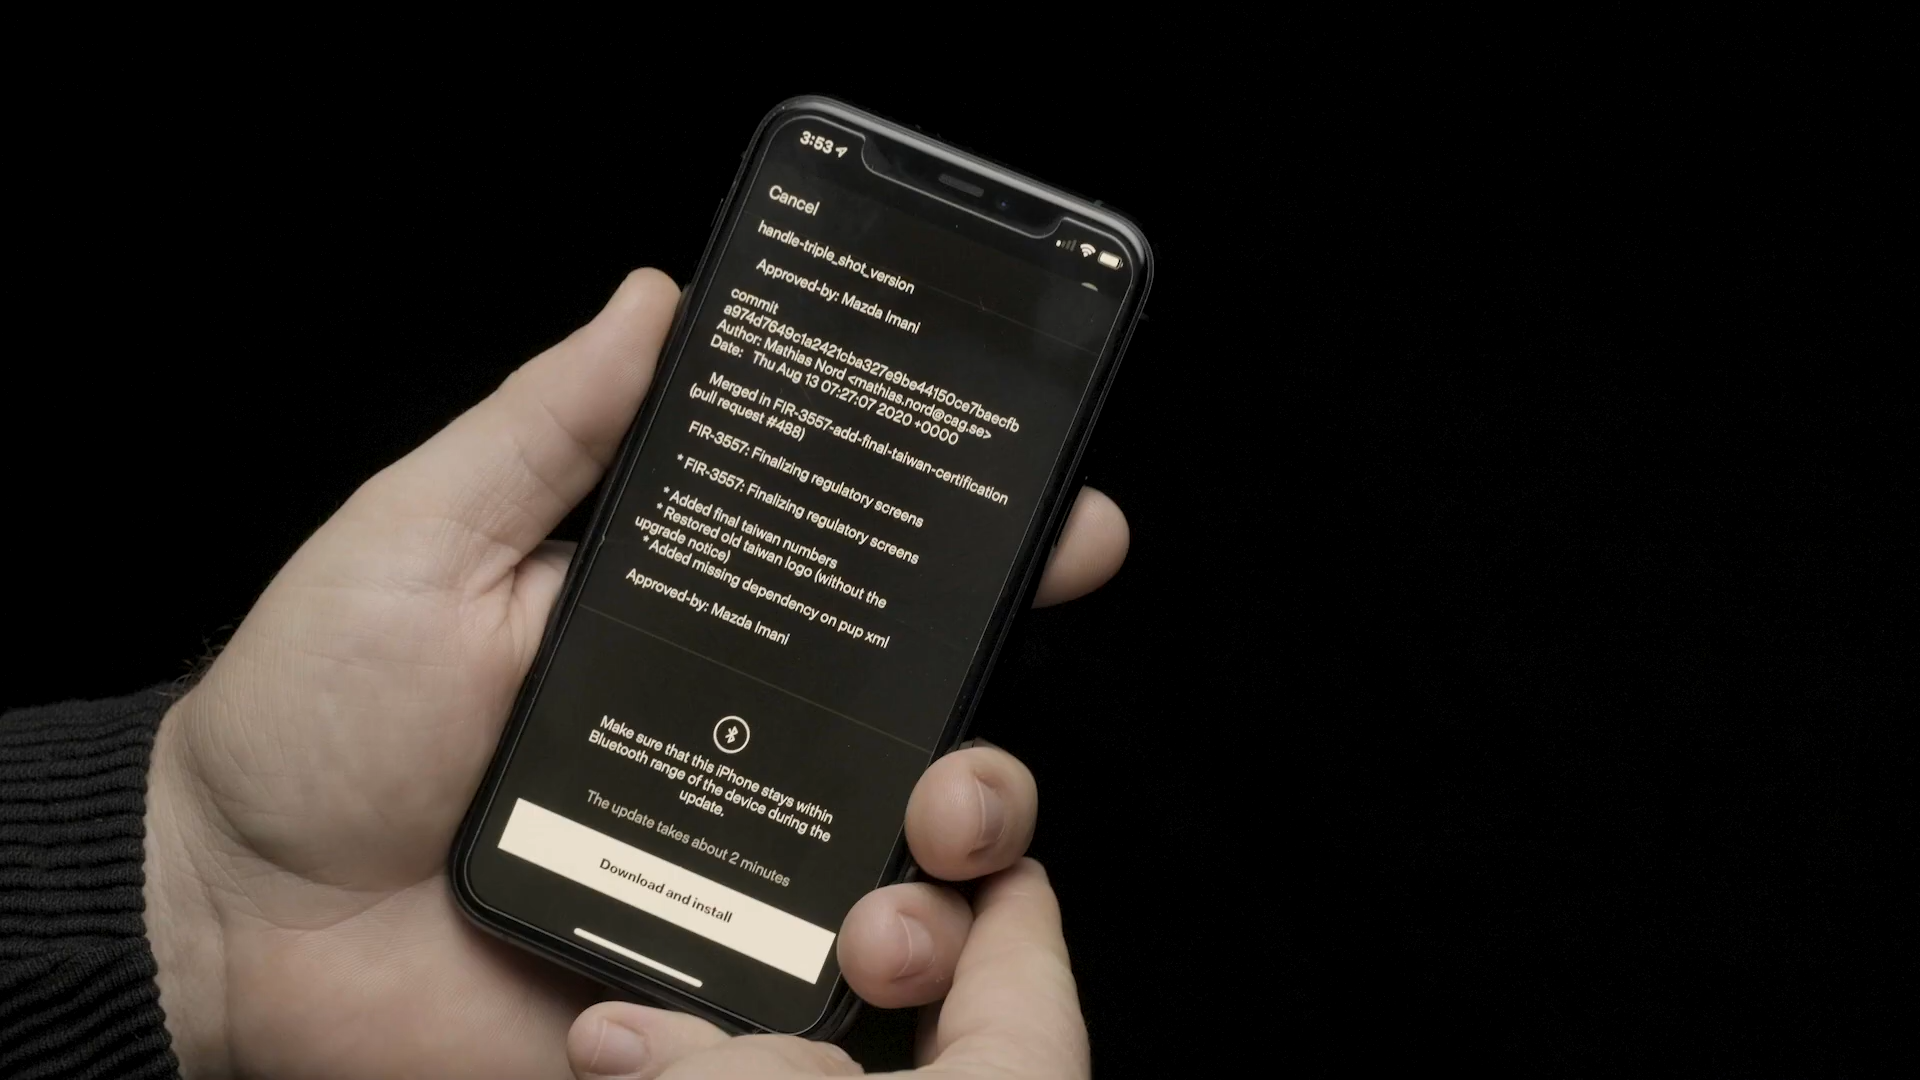 3:53
Cancel
handle-triple_shot_version
Approved-by: Mazda Imani
commit
a974d7649c1a2421cba327e9be44150ce7baecfb
Author: Mathias Nord <mathias.nord@cag.se>
Date: Thu Aug 13 07:27:07 2020 +0000
Merged in FIR-3557-add-final-taiwan-certification
(pull request #488)
FIR-3557: Finalizing regulatory screens
* FIR-3557: Finalizing regulatory screens
* Added final taiwan numbers
* Restored old taiwan logo (without the
upgrade notice)
* Added missing dependency on pup xml
Approved-by: Mazda Imani
Make sure that this iPhone stays within
Bluetooth range of the device during the
update.
The update takes about 2 minutes
Download and install